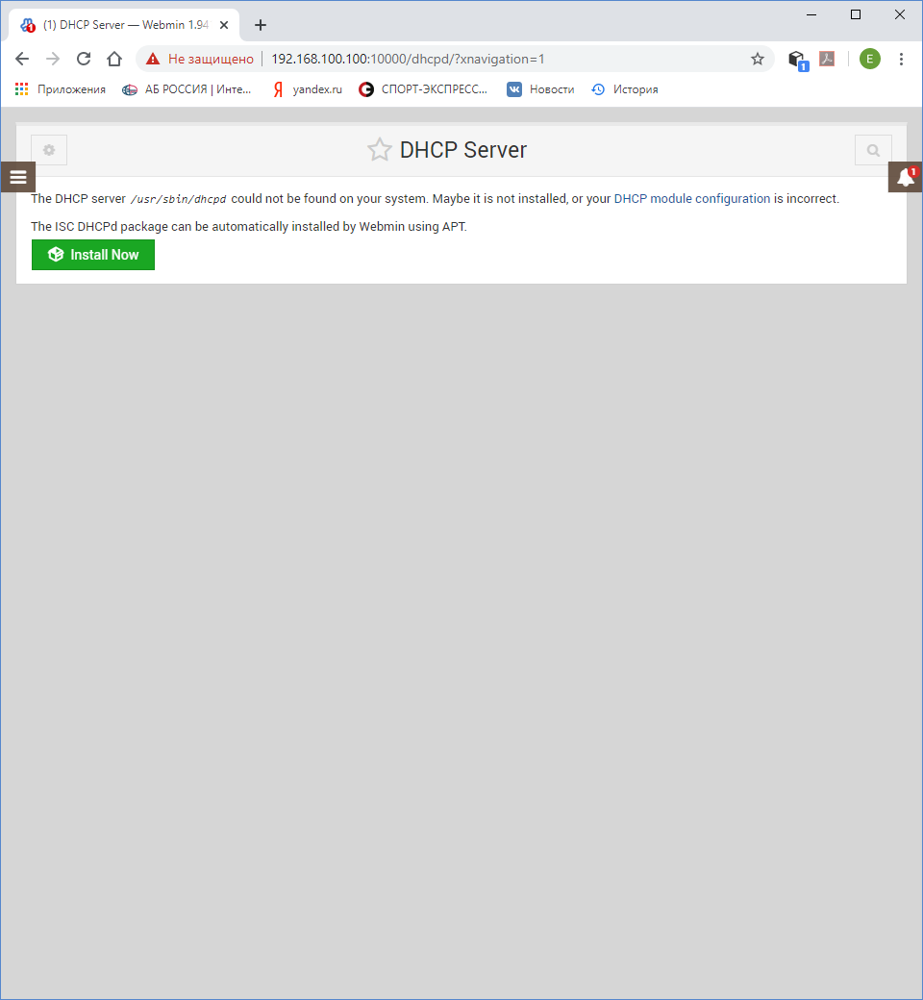 (1) DHCP Server — Webmin 1.94
Не защищено 192.168.100.100:10000/dhcpd/?xnavigation=1
1
E
Приложения АБ РОССИЯ | Инте... yandex.ru СПОРТ-ЭКСПРЕСС... Новости История
DHCP Server
1
The DHCP server /usr/sbin/dhcpd could not be found on your system. Maybe it is not installed, or your DHCP module configuration is incorrect.
The ISC DHCPd package can be automatically installed by Webmin using APT.
Install Now